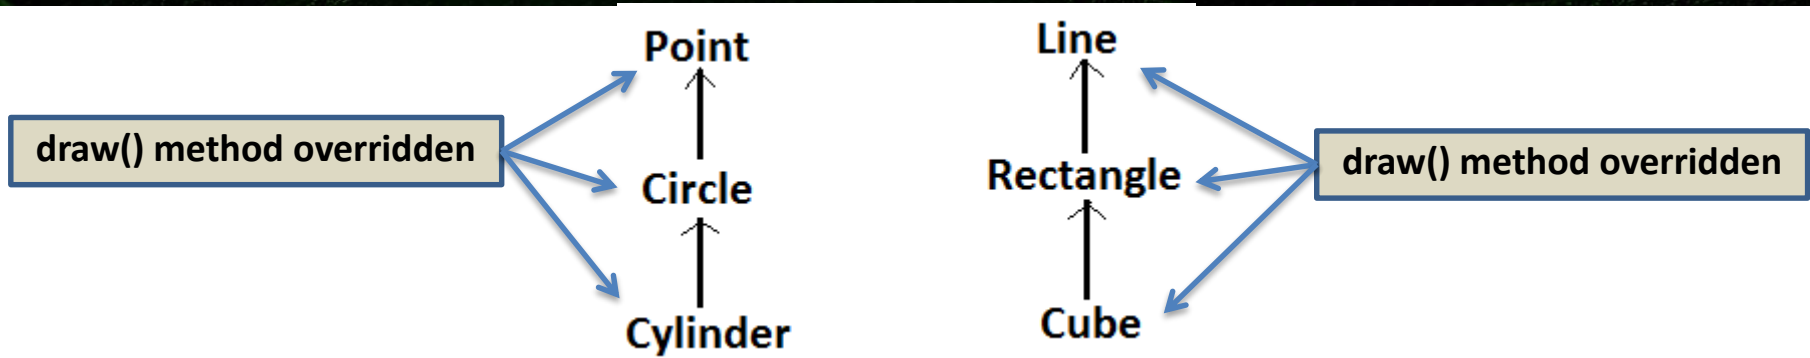 Point
Line
draw() method overridden
draw() method overridden
Circle
Rectangle
Cylinder
Cube